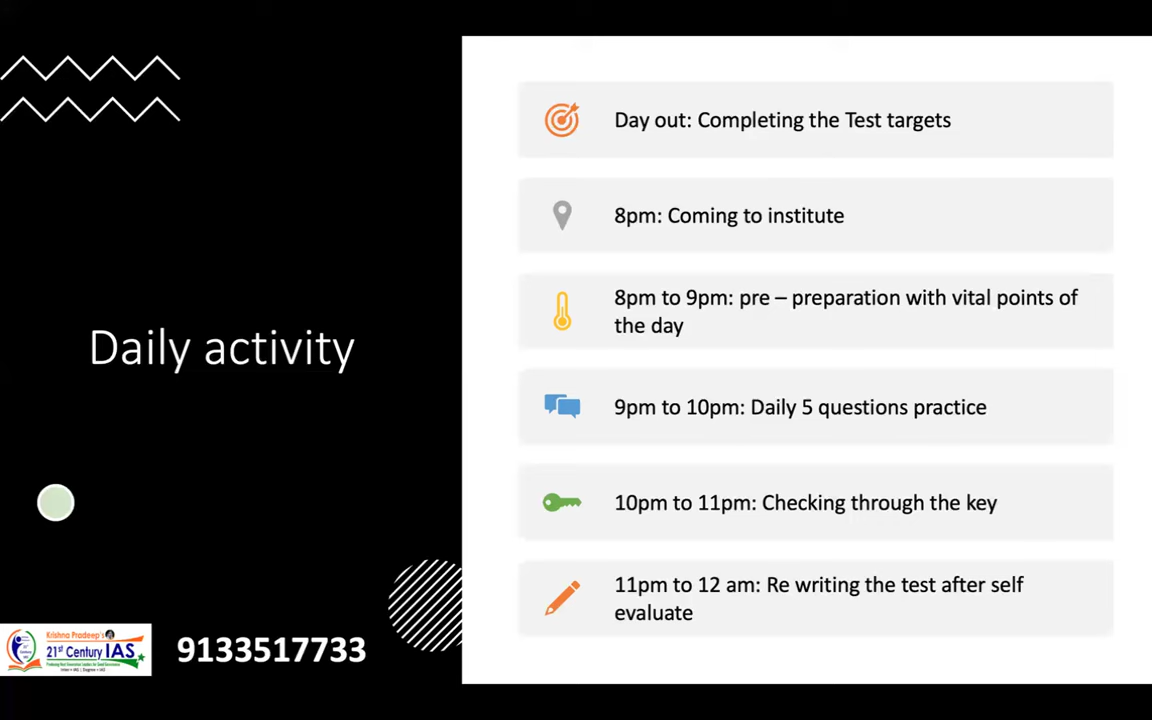 Daily activity
Day out: Completing the Test targets
8pm: Coming to institute
8pm to 9pm: pre – preparation with vital points of
the day
9pm to 10pm: Daily 5 questions practice
10pm to 11pm: Checking through the key
11pm to 12 am: Re writing the test after self
evaluate
Krishna Pradeep's
21st Century IAS
9133517733